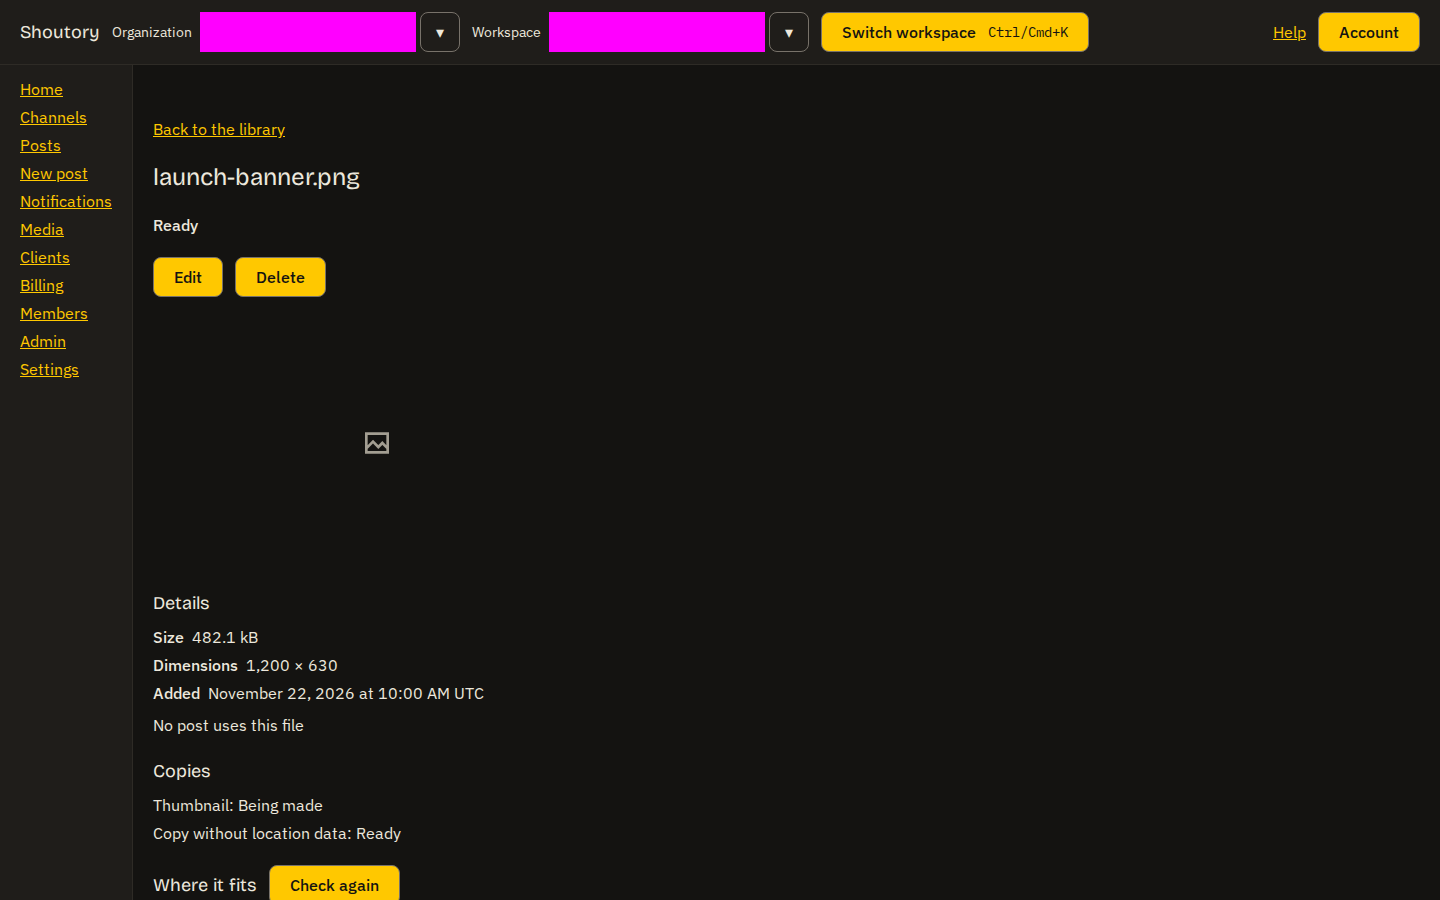 Shoutory Organization ▼ Workspace ▼ Switch workspace Ctrl/Cmd+K Help Account
Home
Channels
Posts
New post
Notifications
Media
Clients
Billing
Members
Admin
Settings
Back to the library
launch-banner.png
Ready
Edit Delete
Details
Size 482.1 kB
Dimensions 1,200 × 630
Added November 22, 2026 at 10:00 AM UTC
No post uses this file
Copies
Thumbnail: Being made
Copy without location data: Ready
Where it fits Check again